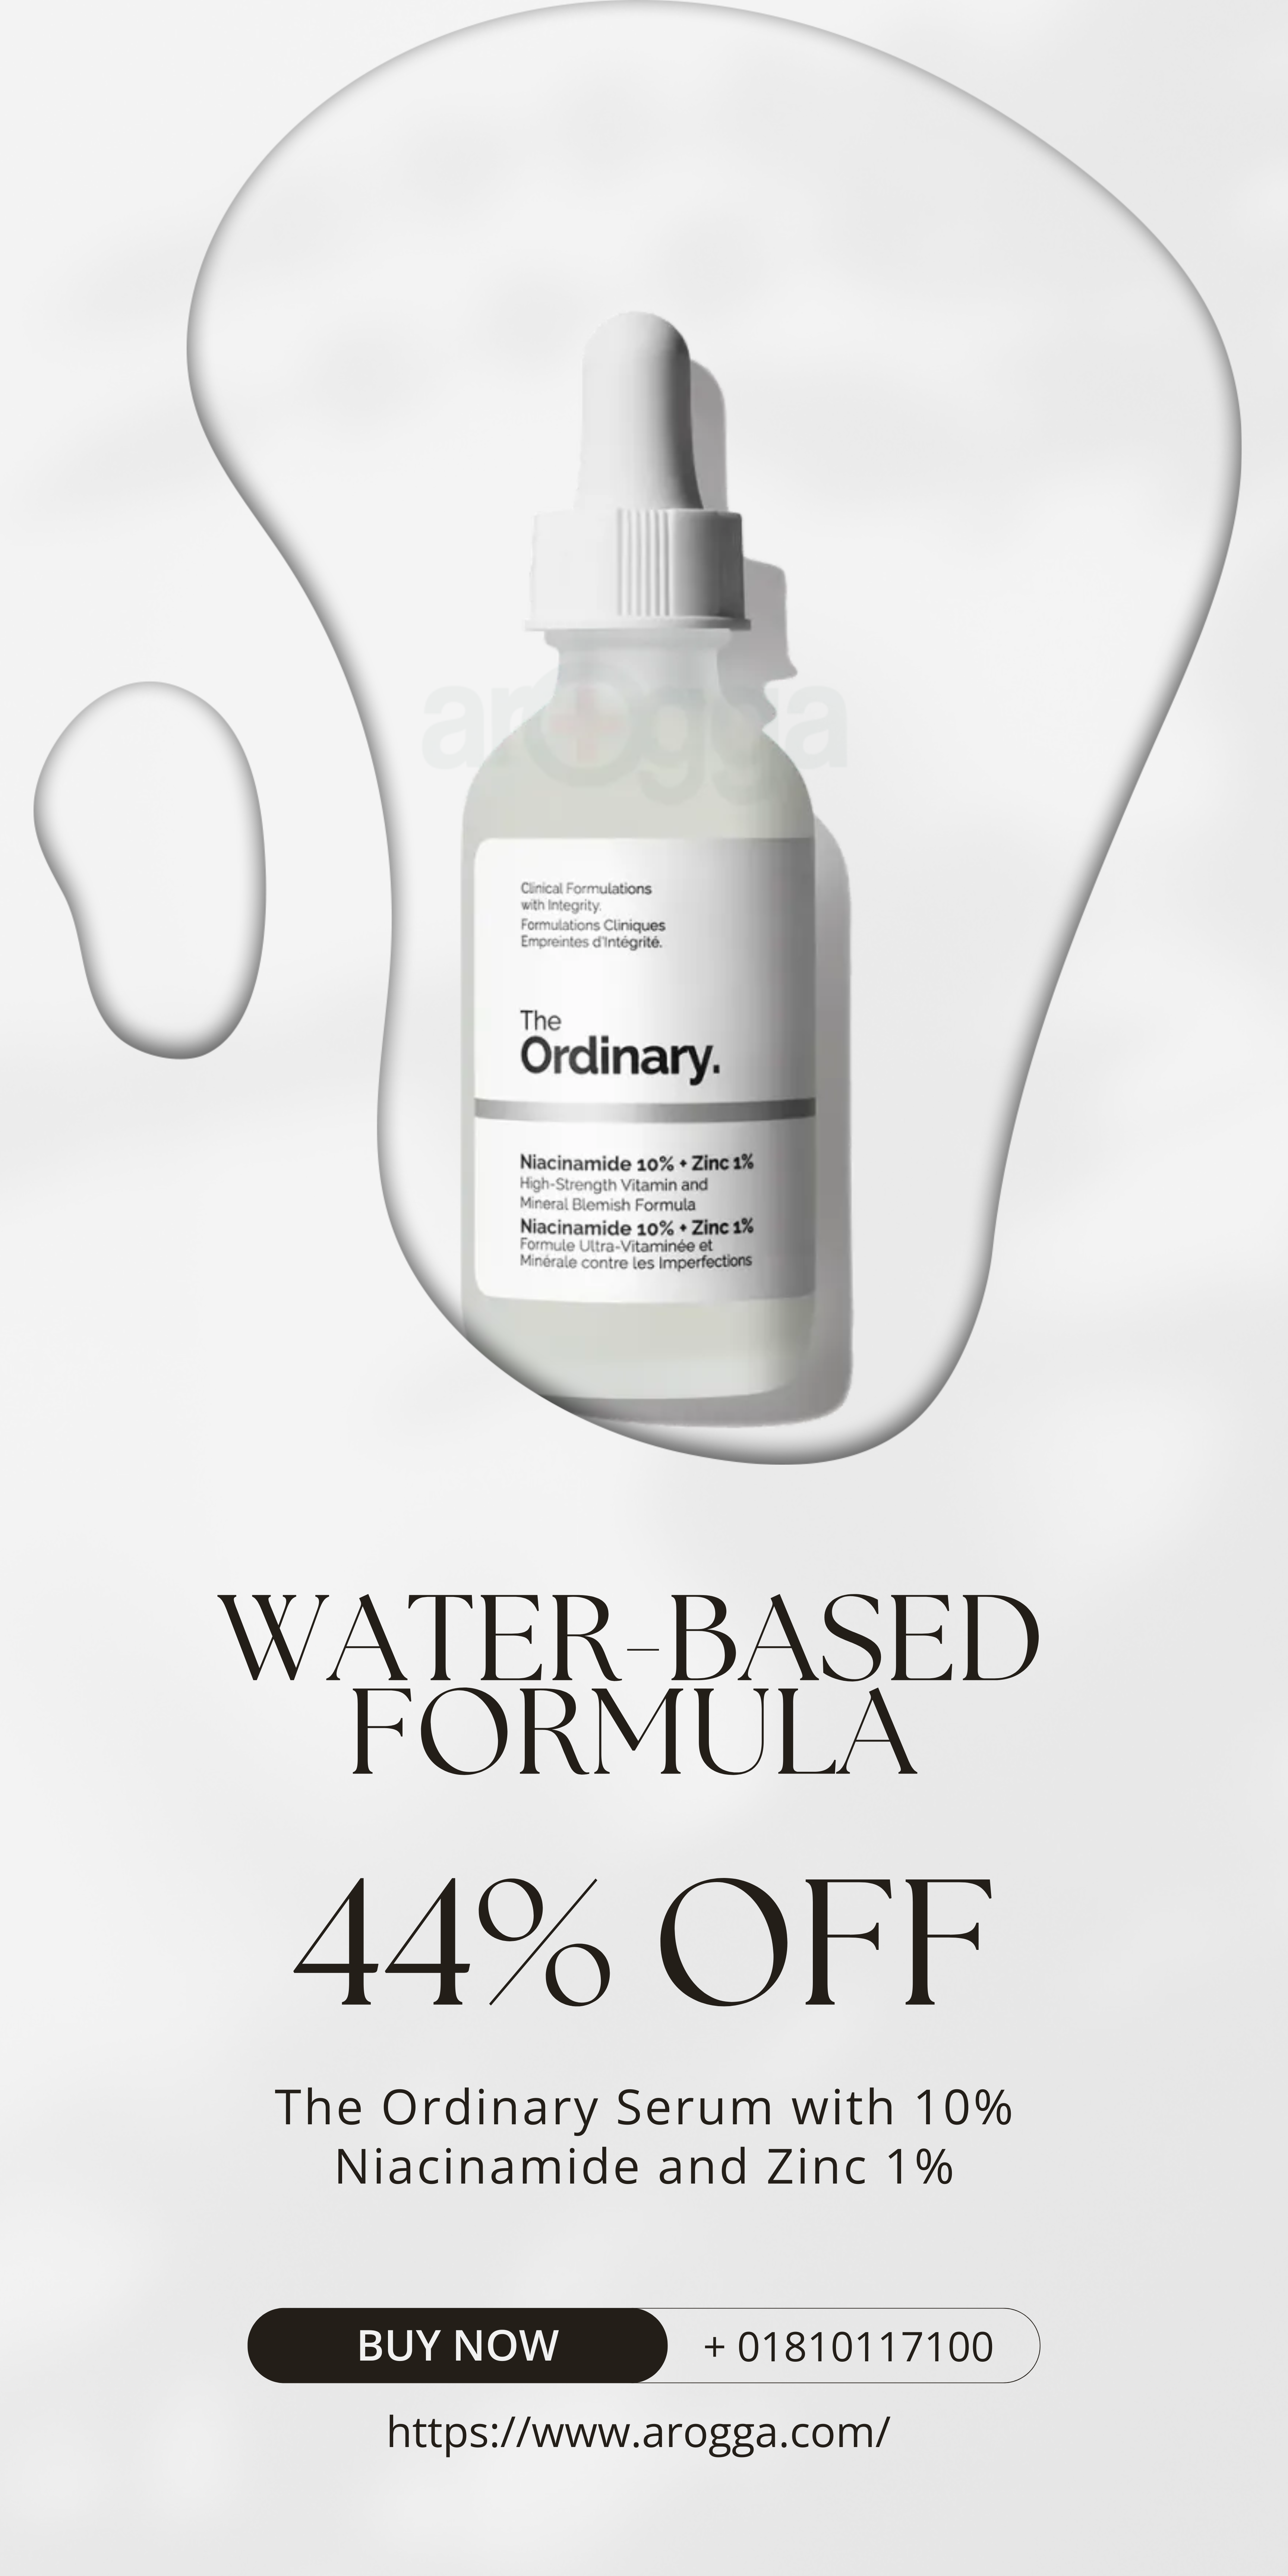 arogga
Clinical Formulations
with Integrity.
Formulations Cliniques
Empreintes d'Intégrité.
The
Ordinary.
Niacinamide 10% + Zinc 1%
High-Strength Vitamin and
Mineral Blemish Formula
Niacinamide 10% + Zinc 1%
Formule Ultra-Vitaminée et
Minérale contre les Imperfections
WATER-BASED
FORMULA
44% OFF
The Ordinary Serum with 10%
Niacinamide and Zinc 1%
BUY NOW
+ 01810117100
https://www.arogga.com/